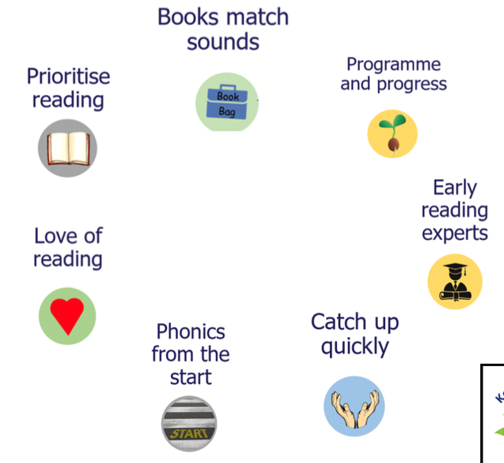 Books match
sounds
Prioritise
reading
Book
Bag
Programme
and progress
Early
reading
experts
Love of
reading
Phonics
from the
start
START
Catch up
quickly